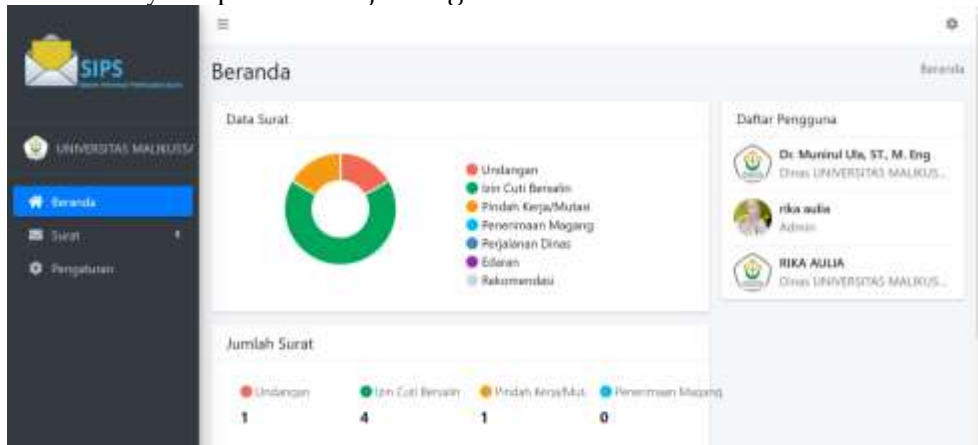 SIPS
UNIVERSITAS MALIKUSS/
Beranda
Surat
Pengaturan
Beranda
Beranda
Data Surat
Undangan
Izin Cuti Bersalin
Pindah Kerja/Mutasi
Penerimaan Magang
Perjalanan Dinas
Edaran
Rekomendasi
Daftar Pengguna
Dr. Munirul Ula, ST., M. Eng
Dinas UNIVERSITAS MALIKUS...
rika aulia
Admin
RIKA AULIA
Dinas UNIVERSITAS MALIKUS...
Jumlah Surat
Undangan
1
Izin Cuti Bersalin
4
Pindah Kerja/Mut
1
Penerimaan Magang
0